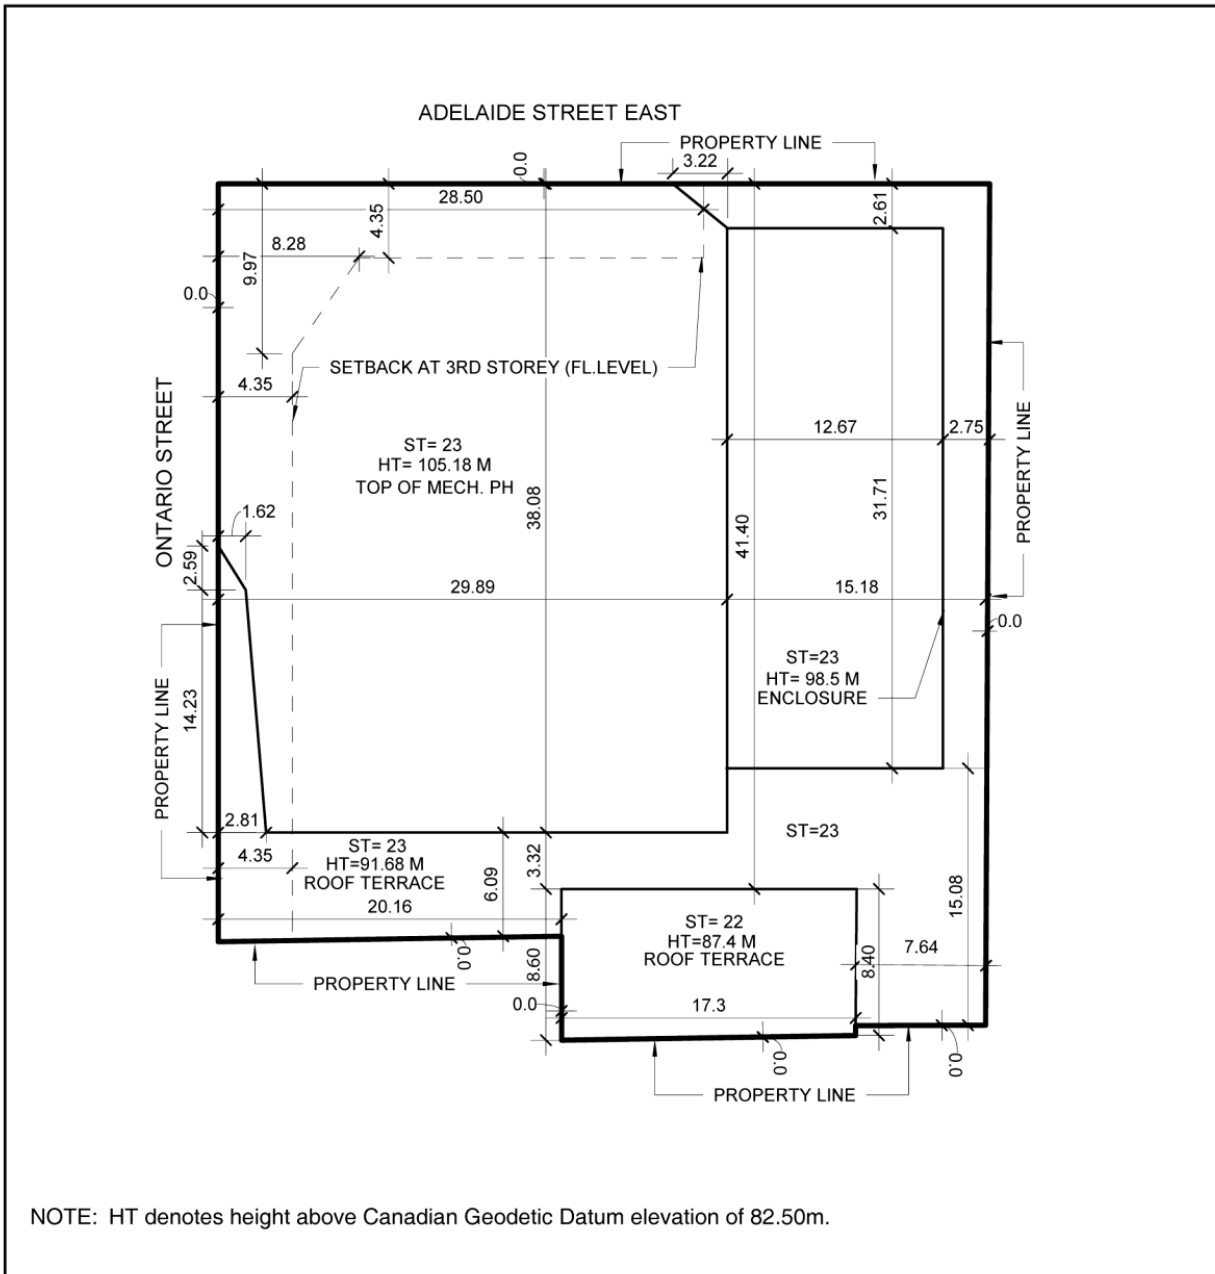 ADELAIDE STREET EAST
PROPERTY LINE
3.22
0.0
28.50
2.61
4.35
8.28
9.97
0.0
SETBACK AT 3RD STOREY (FL.LEVEL)
4.35
ONTARIO STREET
PROPERTY LINE
12.67
2.75
ST= 23
HT= 105.18 M
TOP OF MECH. PH
38.08
41.40
31.71
1.62
2.59
29.89
15.18
0.0
ST=23
HT= 98.5 M
ENCLOSURE
PROPERTY LINE
14.23
2.81
ST=23
4.35
ST= 23
HT=91.68 M
ROOF TERRACE
6.09
3.32
20.16
15.08
ST= 22
HT=87.4 M
ROOF TERRACE
8.60
8.40
7.64
0.0
PROPERTY LINE
0.0
17.3
0.0
0.0
PROPERTY LINE
NOTE: HT denotes height above Canadian Geodetic Datum elevation of 82.50m.